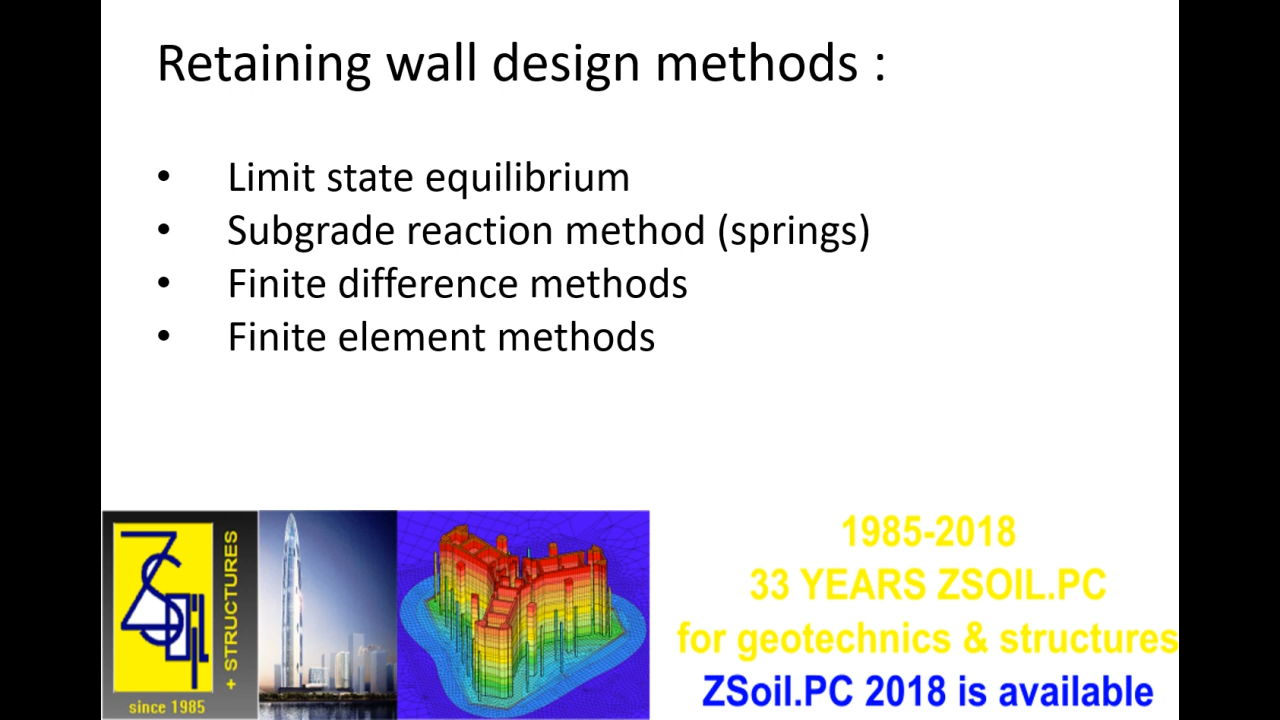 Retaining wall design methods :
• Limit state equilibrium
• Subgrade reaction method (springs)
• Finite difference methods
• Finite element methods
ZSoil
+ STRUCTURES
since 1985
1985-2018
33 YEARS ZSOIL.PC
for geotechnics & structures
ZSoil.PC 2018 is available